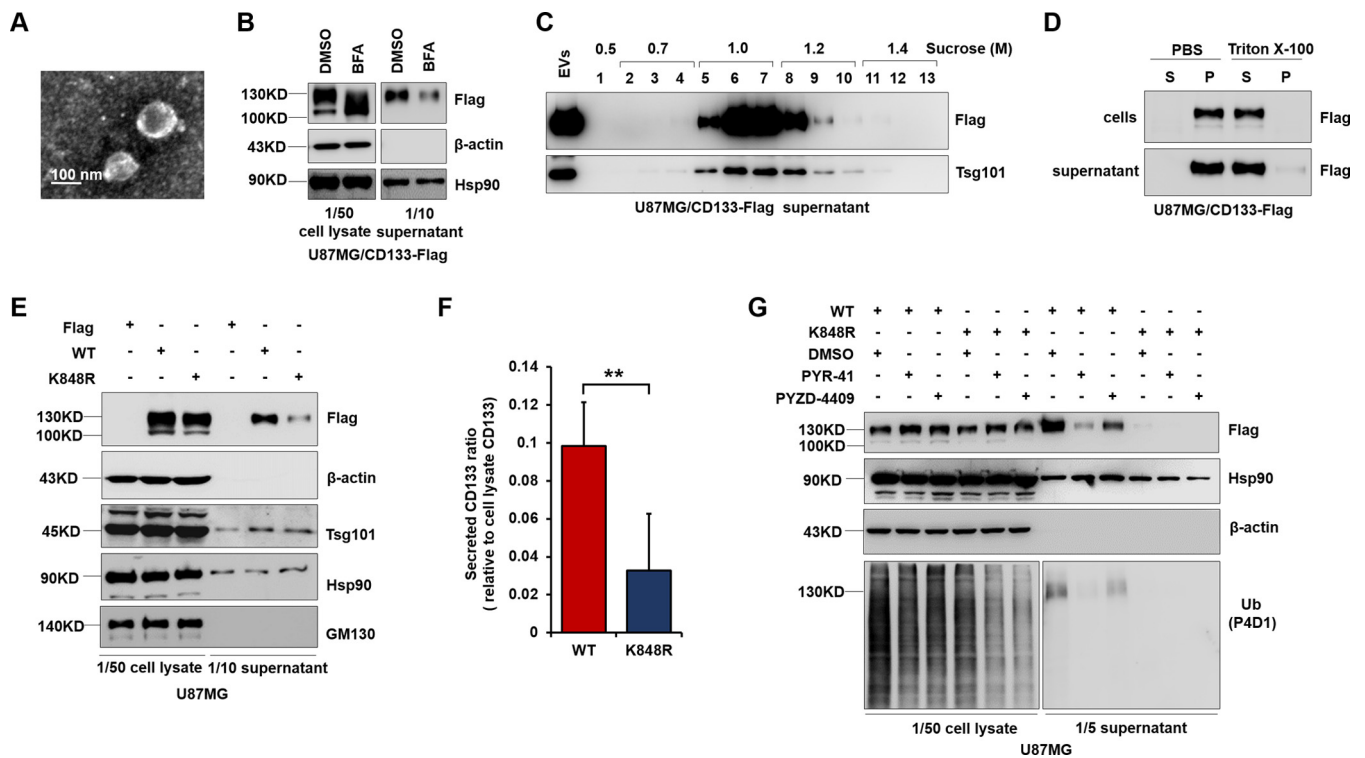 A
100 nm
B
DMSO BFA DMSO BFA
130KD
100KD
Flag
43KD
β-actin
90KD
Hsp90
1/50 1/10
cell lysate supernatant
U87MG/CD133-Flag
C
EVs
0.5 0.7 1.0 1.2 1.4 Sucrose (M)
1 2 3 4 5 6 7 8 9 10 11 12 13
Flag
Tsg101
U87MG/CD133-Flag supernatant
D
PBS Triton X-100
S P S P
cells Flag
supernatant Flag
U87MG/CD133-Flag
E
Flag + - - + - -
WT - + - - + -
K848R - - + - - +
130KD
100KD
Flag
43KD
β-actin
45KD
Tsg101
90KD
Hsp90
140KD
GM130
1/50 cell lysate 1/10 supernatant
U87MG
F
Secreted CD133 ratio
( relative to cell lysate CD133)
0.14
0.12
0.1
0.08
0.06
0.04
0.02
0
**
WT K848R
G
WT + + + - - - + + + - - -
K848R - - - + + + - - - + + +
DMSO + - - + - - + - - + - -
PYR-41 - + - - + - - + - - + -
PYZD-4409 - - + - - + - - + - - +
130KD
100KD
Flag
90KD
Hsp90
43KD
β-actin
130KD
Ub
(P4D1)
1/50 cell lysate 1/5 supernatant
U87MG